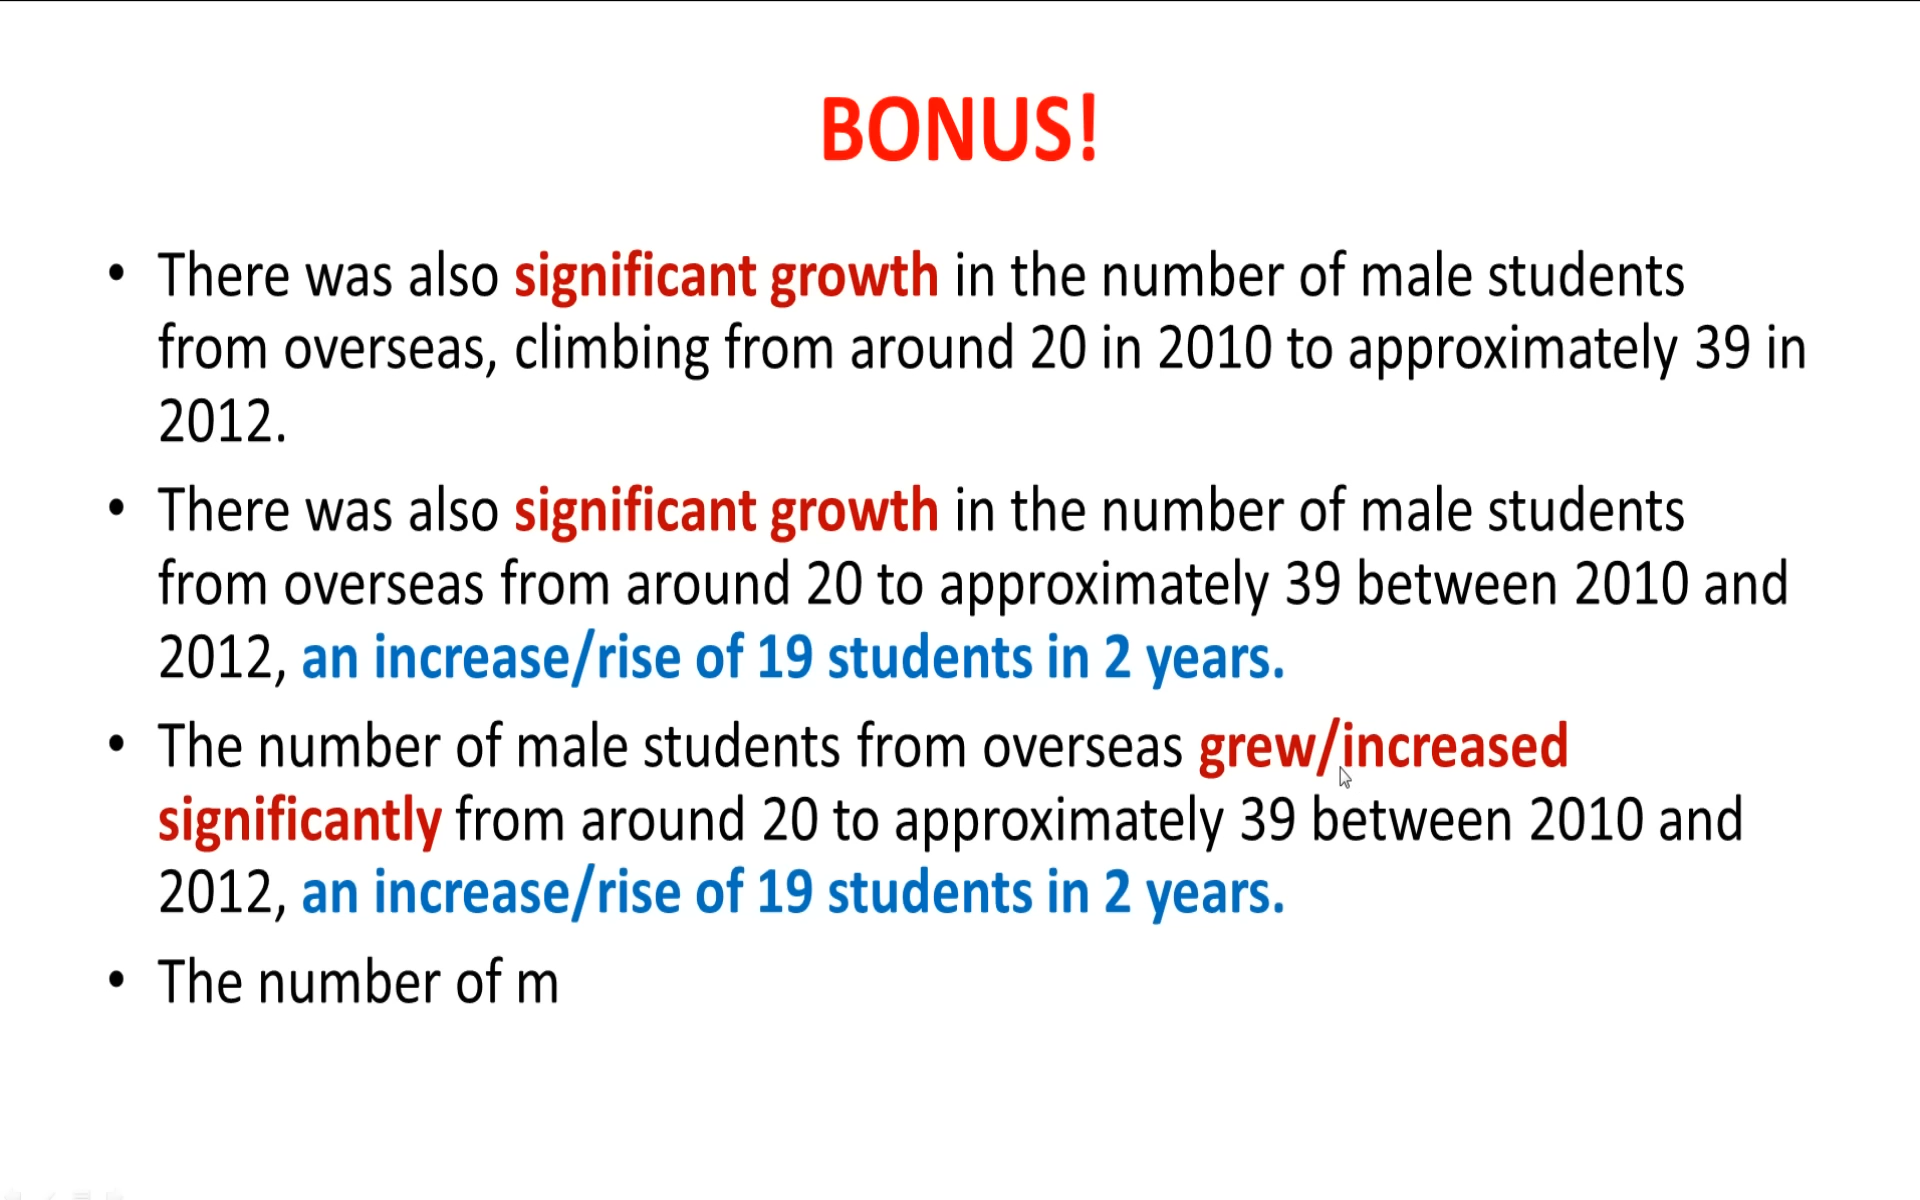 BONUS!
• There was also significant growth in the number of male students
from overseas, climbing from around 20 in 2010 to approximately 39 in
2012.
• There was also significant growth in the number of male students
from overseas from around 20 to approximately 39 between 2010 and
2012, an increase/rise of 19 students in 2 years.
• The number of male students from overseas grew/increased
significantly from around 20 to approximately 39 between 2010 and
2012, an increase/rise of 19 students in 2 years.
• The number of m